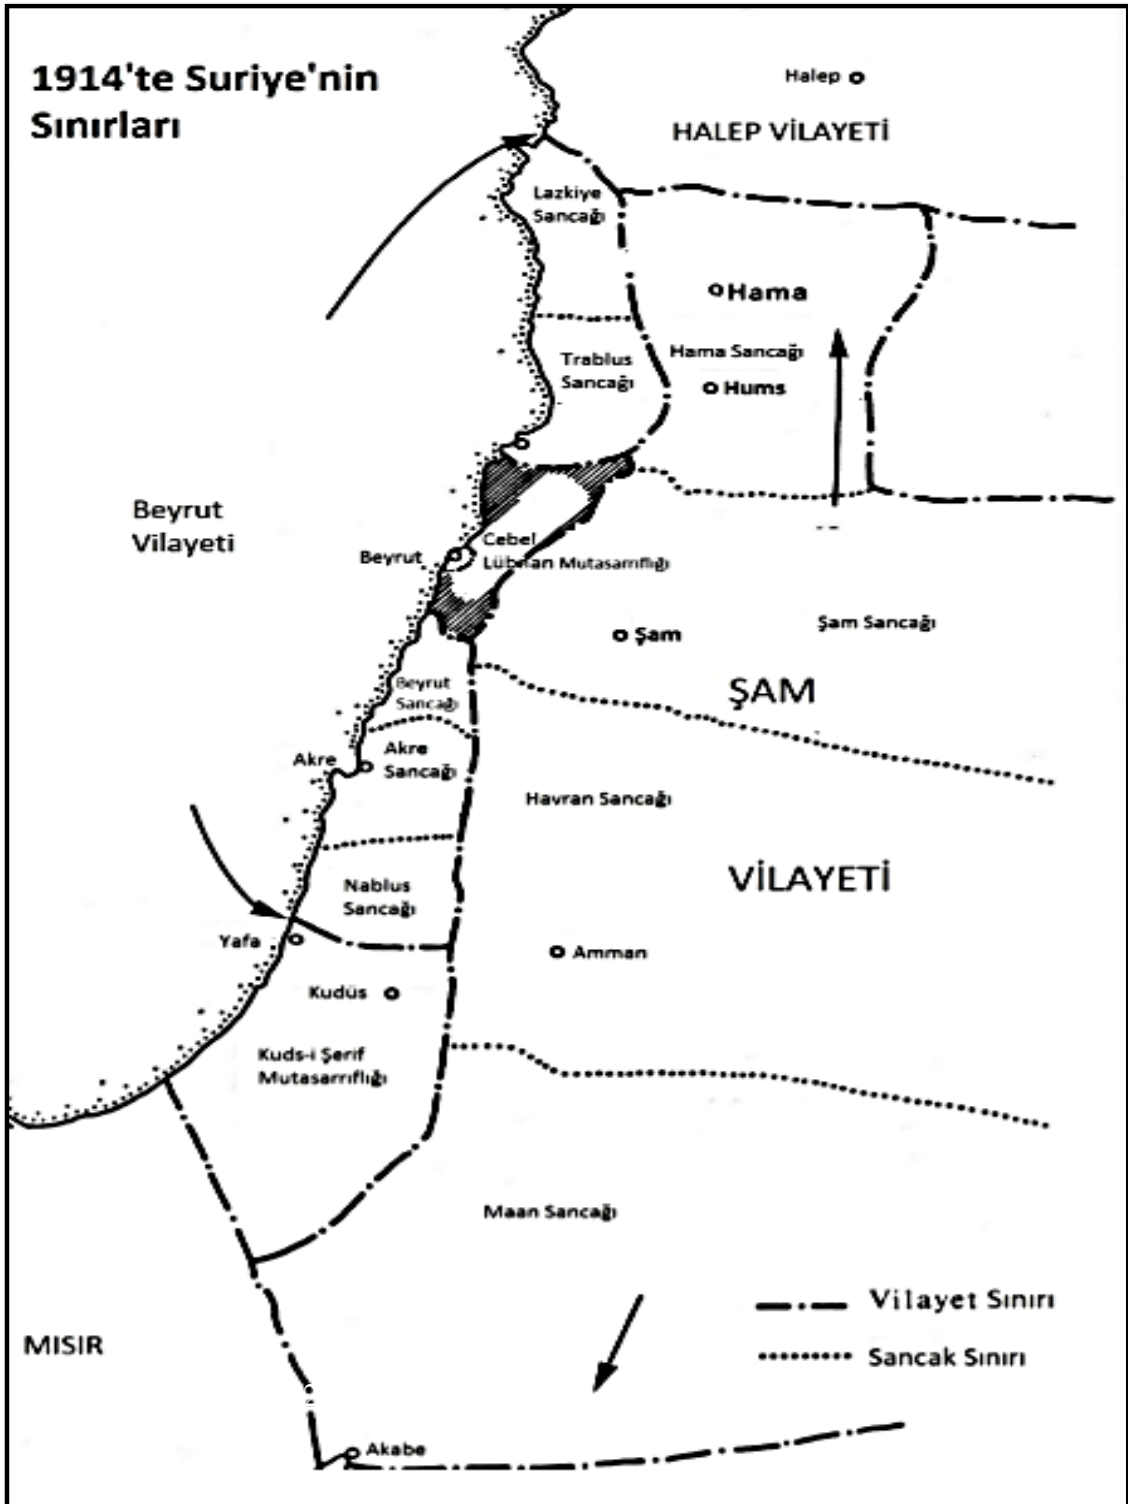 1914'te Suriye'nin
Sınırları
Halep
HALEP VİLAYETİ
Lazkiye
Sancağı
Hama
Hama Sancağı
Trablus
Sancağı
Hums
Beyrut
Vilayeti
Cebel
Lübnan Mutasarrıflığı
Beyrut
Şam Sancağı
Şam
ŞAM
Beyrut
Sancağı
Akre
Akre
Sancağı
Havran Sancağı
VİLAYETİ
Nablus
Sancağı
Yafa
Amman
Kudüs
Kuds-i Şerif
Mutasarrıflığı
Maan Sancağı
Vilayet Sınırı
MISIR
Sancak Sınırı
Akabe